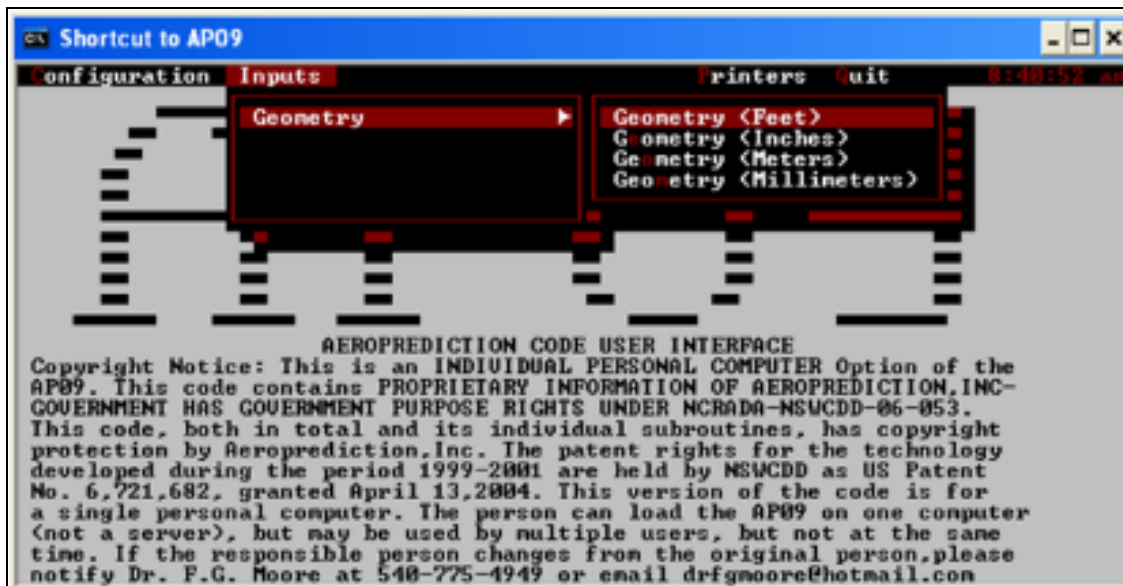 Shortcut to AP09
Configuration Inputs Printers Quit 8:40:52 am
Geometry
Geometry (Feet)
Geometry (Inches)
Geometry (Meters)
Geometry (Millimeters)
AEROPREDICTION CODE USER INTERFACE
Copyright Notice: This is an INDIVIDUAL PERSONAL COMPUTER Option of the
AP09. This code contains PROPRIETARY INFORMATION OF AEROPREDICTION,INC-
GOVERNMENT HAS GOVERNMENT PURPOSE RIGHTS UNDER NCRADA-NSWCDD-06-053.
This code, both in total and its individual subroutines, has copyright
protection by Aeroprediction,Inc. The patent rights for the technology
developed during the period 1999-2001 are held by NSWCDD as US Patent
No. 6,721,682, granted April 13,2004. This version of the code is for
a single personal computer. The person can load the AP09 on one computer
(not a server), but may be used by multiple users, but not at the same
time. If the responsible person changes from the original person,please
notify Dr. F.G. Moore at 540-775-4949 or email drfgmoore@hotmail.com